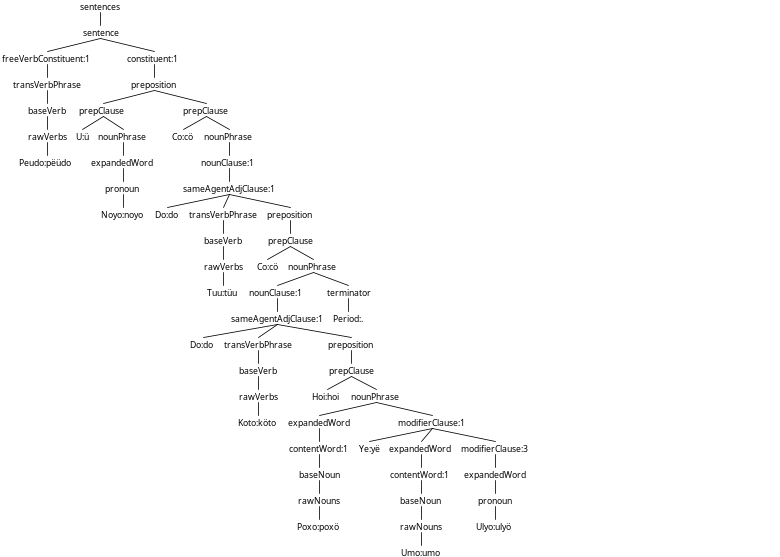 sentences
sentence
freeVerbConstituent:1 constituent:1
transVerbPhrase preposition
baseVerb prepClause prepClause
rawVerbs U:ü nounPhrase Co:cö nounPhrase
Peudo:pëüdo expandedWord nounClause:1
pronoun sameAgentAdjClause:1
Noyo:noyo Do:do transVerbPhrase preposition
baseVerb prepClause
rawVerbs Co:cö nounPhrase
Tuu:tüu nounClause:1 terminator
sameAgentAdjClause:1 Period:.
Do:do transVerbPhrase preposition
baseVerb prepClause
rawVerbs Hoi:hoi nounPhrase
Koto:köto expandedWord modifierClause:1
contentWord:1 Ye:yë expandedWord modifierClause:3
baseNoun contentWord:1 expandedWord
rawNouns baseNoun pronoun
Poxo:poxö rawNouns Ulyo:ulyö
Umo:umo